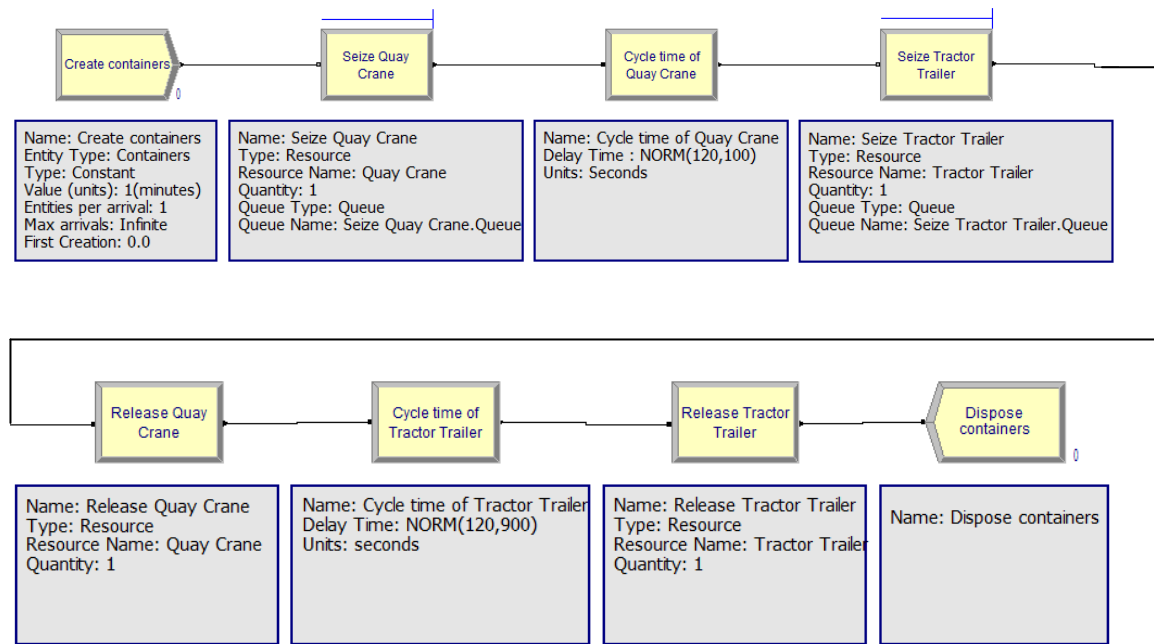 Create containers
0
Seize Quay
Crane
Cycle time of
Quay Crane
Seize Tractor
Trailer
Name: Create containers
Entity Type: Containers
Type: Constant
Value (units): 1(minutes)
Entities per arrival: 1
Max arrivals: Infinite
First Creation: 0.0
Name: Seize Quay Crane
Type: Resource
Resource Name: Quay Crane
Quantity: 1
Queue Type: Queue
Queue Name: Seize Quay Crane.Queue
Name: Cycle time of Quay Crane
Delay Time : NORM(120,100)
Units: Seconds
Name: Seize Tractor Trailer
Type: Resource
Resource Name: Tractor Trailer
Quantity: 1
Queue Type: Queue
Queue Name: Seize Tractor Trailer.Queue
Release Quay
Crane
Cycle time of
Tractor Trailer
Release Tractor
Trailer
Dispose
containers
0
Name: Release Quay Crane
Type: Resource
Resource Name: Quay Crane
Quantity: 1
Name: Cycle time of Tractor Trailer
Delay Time: NORM(120,900)
Units: seconds
Name: Release Tractor Trailer
Type: Resource
Resource Name: Tractor Trailer
Quantity: 1
Name: Dispose containers